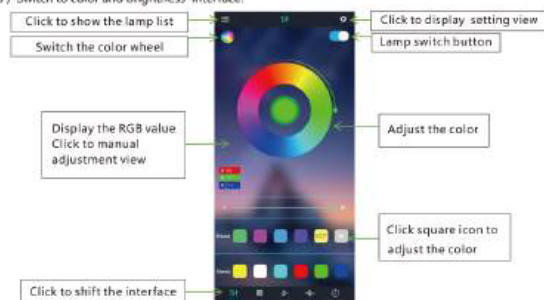 Switch to color and brightness interface.
Click to show the lamp list
Click to display setting view
Switch the color wheel
Lamp switch button
Display the RGB value
Click to manual
adjustment view
Adjust the color
Click square icon to
adjust the color
Click to shift the interface